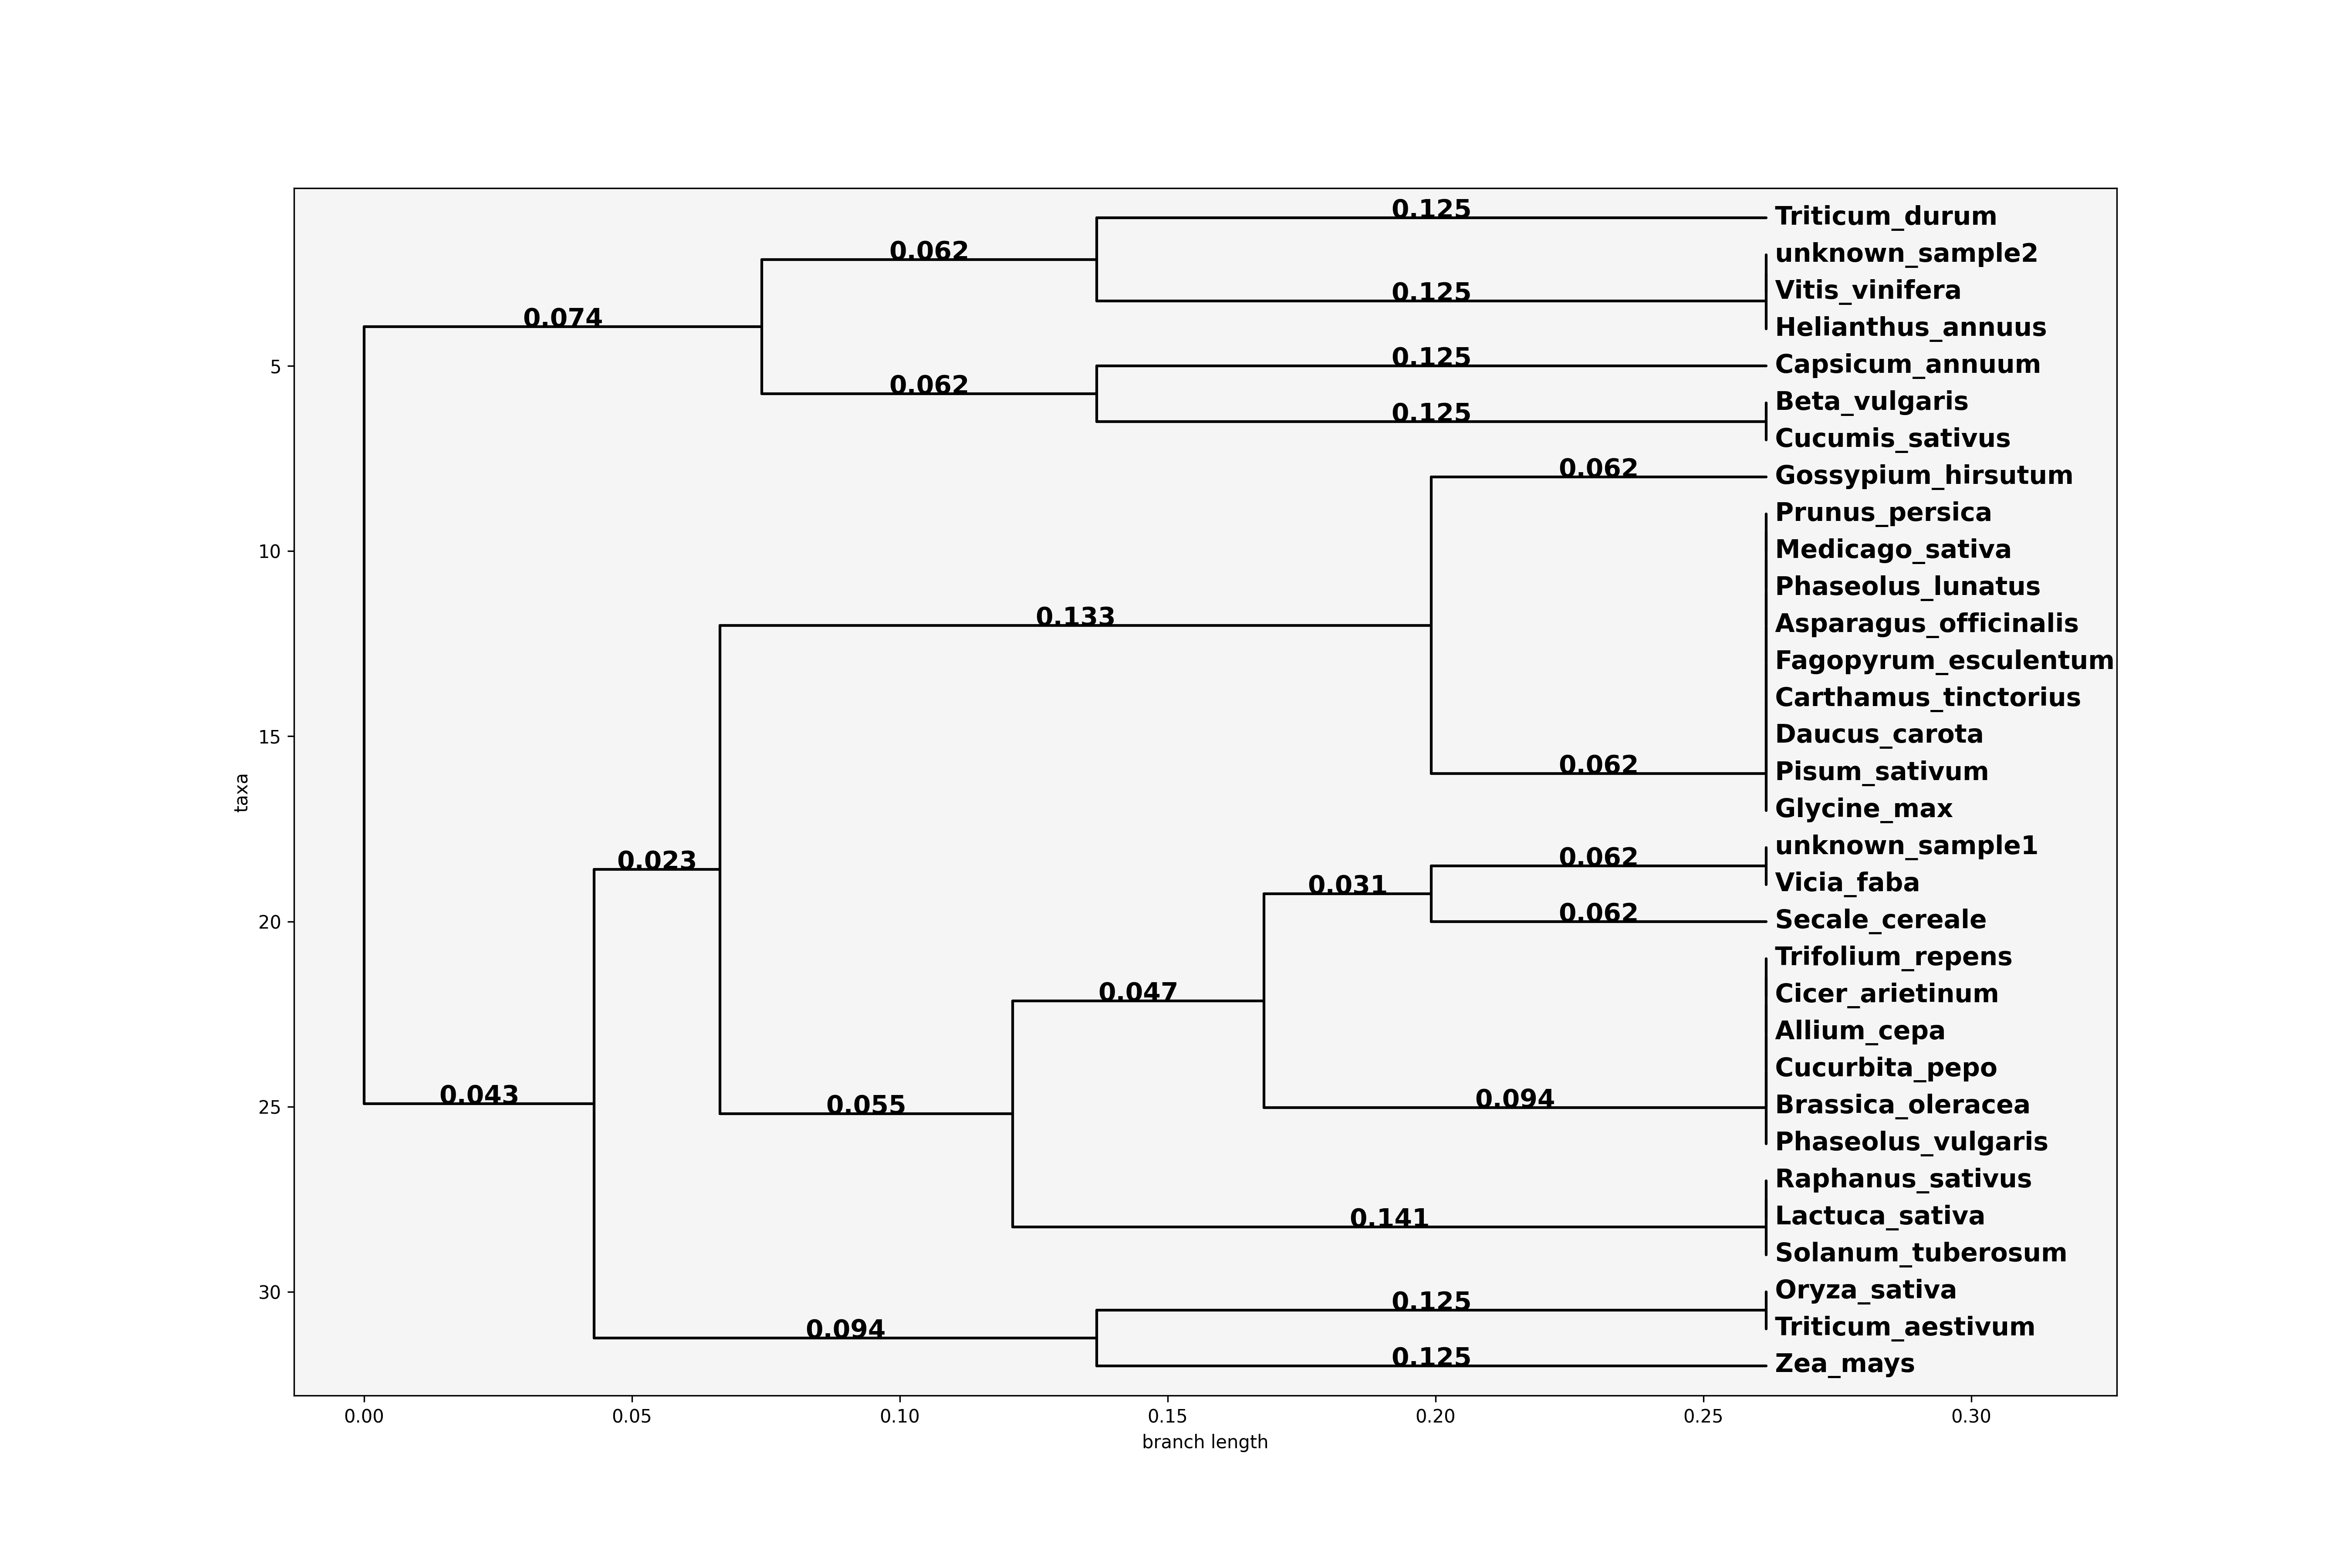 0.125 Triticum_durum
0.062 unknown_sample2
0.125 Vitis_vinifera
0.074 Helianthus_annuus
5 0.125 Capsicum_annuum
0.062 Beta_vulgaris
0.125 Cucumis_sativus
0.062 Gossypium_hirsutum
Prunus_persica
10 Medicago_sativa
Phaseolus_lunatus
0.133 Asparagus_officinalis
Fagopyrum_esculentum
Carthamus_tinctorius
15 Daucus_carota
0.062 Pisum_sativum
taxa
Glycine_max
unknown_sample1
0.023 0.062
0.031 Vicia_faba
20 0.062 Secale_cereale
Trifolium_repens
0.047 Cicer_arietinum
Allium_cepa
Cucurbita_pepo
25 0.043 0.055 0.094 Brassica_oleracea
Phaseolus_vulgaris
Raphanus_sativus
0.141 Lactuca_sativa
Solanum_tuberosum
30 Oryza_sativa
0.125
0.094 Triticum_aestivum
0.125 Zea_mays
0.00 0.05 0.10 0.15 0.20 0.25 0.30
branch length